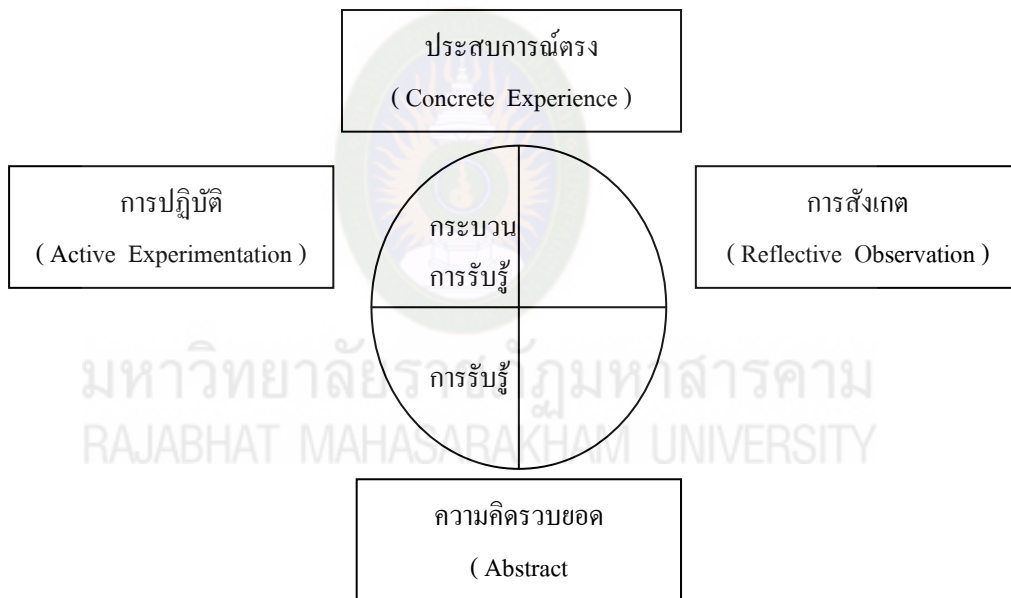 ประสบการณ์ตรง
( Concrete Experience )
การปฏิบัติ
( Active Experimentation )
การสังเกต
( Reflective Observation )
กระบวน
การรับรู้
การรับรู้
มหาวิทยาลัยราชภัฏมหาสารคาม
RAJABHAT MAHASARAKHAM UNIVERSITY
ความคิดรวบยอด
( Abstract